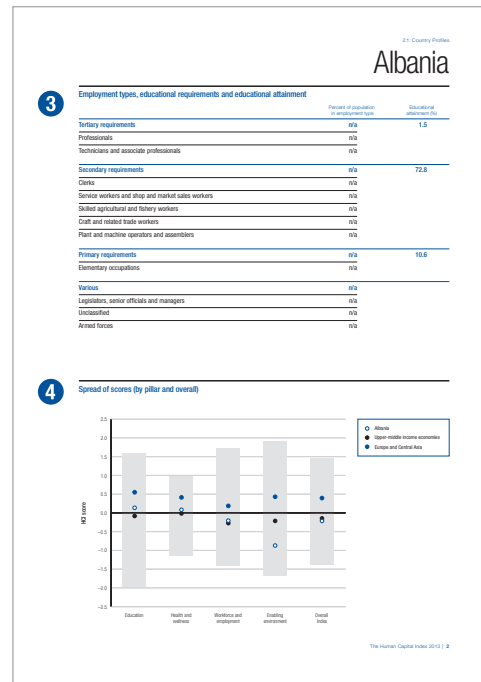 2.1: Country Profiles
Albania
3
Employment types, educational requirements and educational attainment
Percent of population in employment type
Educational attainment (%)
Tertiary requirements n/a 1.5
Professionals n/a
Technicians and associate professionals n/a
Secondary requirements n/a 72.8
Clerks n/a
Service workers and shop and market sales workers n/a
Skilled agricultural and fishery workers n/a
Craft and related trade workers n/a
Plant and machine operators and assemblers n/a
Primary requirements n/a 10.6
Elementary occupations n/a
Various n/a
Legislators, senior officials and managers n/a
Unclassified n/a
Armed forces n/a
4
Spread of scores (by pillar and overall)
HCI score
2.5
2.0
1.5
1.0
0.5
0.0
–0.5
–1.0
–1.5
–2.0
–2.5
Education
Health and wellness
Workforce and employment
Enabling environment
Overall Index
Albania
Upper-middle income economies
Europe and Central Asia
The Human Capital Index 2013 | 2